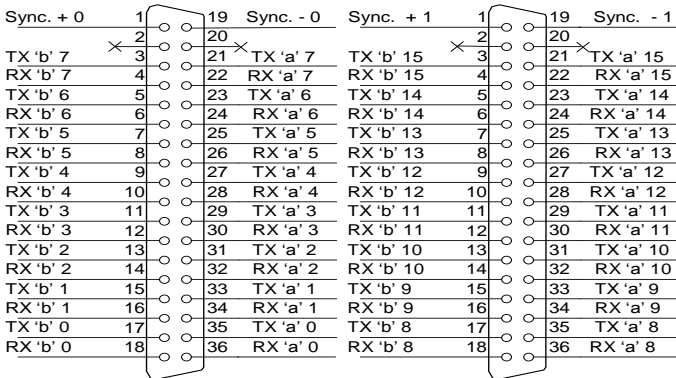 Sync. + 0 1 19 Sync. - 0 Sync. + 1 1 19 Sync. - 1
2 20 2 20
TX 'b' 7 3 21 TX 'a' 7 TX 'b' 15 3 21 TX 'a' 15
RX 'b' 7 4 22 RX 'a' 7 RX 'b' 15 4 22 RX 'a' 15
TX 'b' 6 5 23 TX 'a' 6 TX 'b' 14 5 23 TX 'a' 14
RX 'b' 6 6 24 RX 'a' 6 RX 'b' 14 6 24 RX 'a' 14
TX 'b' 5 7 25 TX 'a' 5 TX 'b' 13 7 25 TX 'a' 13
RX 'b' 5 8 26 RX 'a' 5 RX 'b' 13 8 26 RX 'a' 13
TX 'b' 4 9 27 TX 'a' 4 TX 'b' 12 9 27 TX 'a' 12
RX 'b' 4 10 28 RX 'a' 4 RX 'b' 12 10 28 RX 'a' 12
TX 'b' 3 11 29 TX 'a' 3 TX 'b' 11 11 29 TX 'a' 11
RX 'b' 3 12 30 RX 'a' 3 RX 'b' 11 12 30 RX 'a' 11
TX 'b' 2 13 31 TX 'a' 2 TX 'b' 10 13 31 TX 'a' 10
RX 'b' 2 14 32 RX 'a' 2 RX 'b' 10 14 32 RX 'a' 10
TX 'b' 1 15 33 TX 'a' 1 TX 'b' 9 15 33 TX 'a' 9
RX 'b' 1 16 34 RX 'a' 1 RX 'b' 9 16 34 RX 'a' 9
TX 'b' 0 17 35 TX 'a' 0 TX 'b' 8 17 35 TX 'a' 8
RX 'b' 0 18 36 RX 'a' 0 RX 'b' 8 18 36 RX 'a' 8